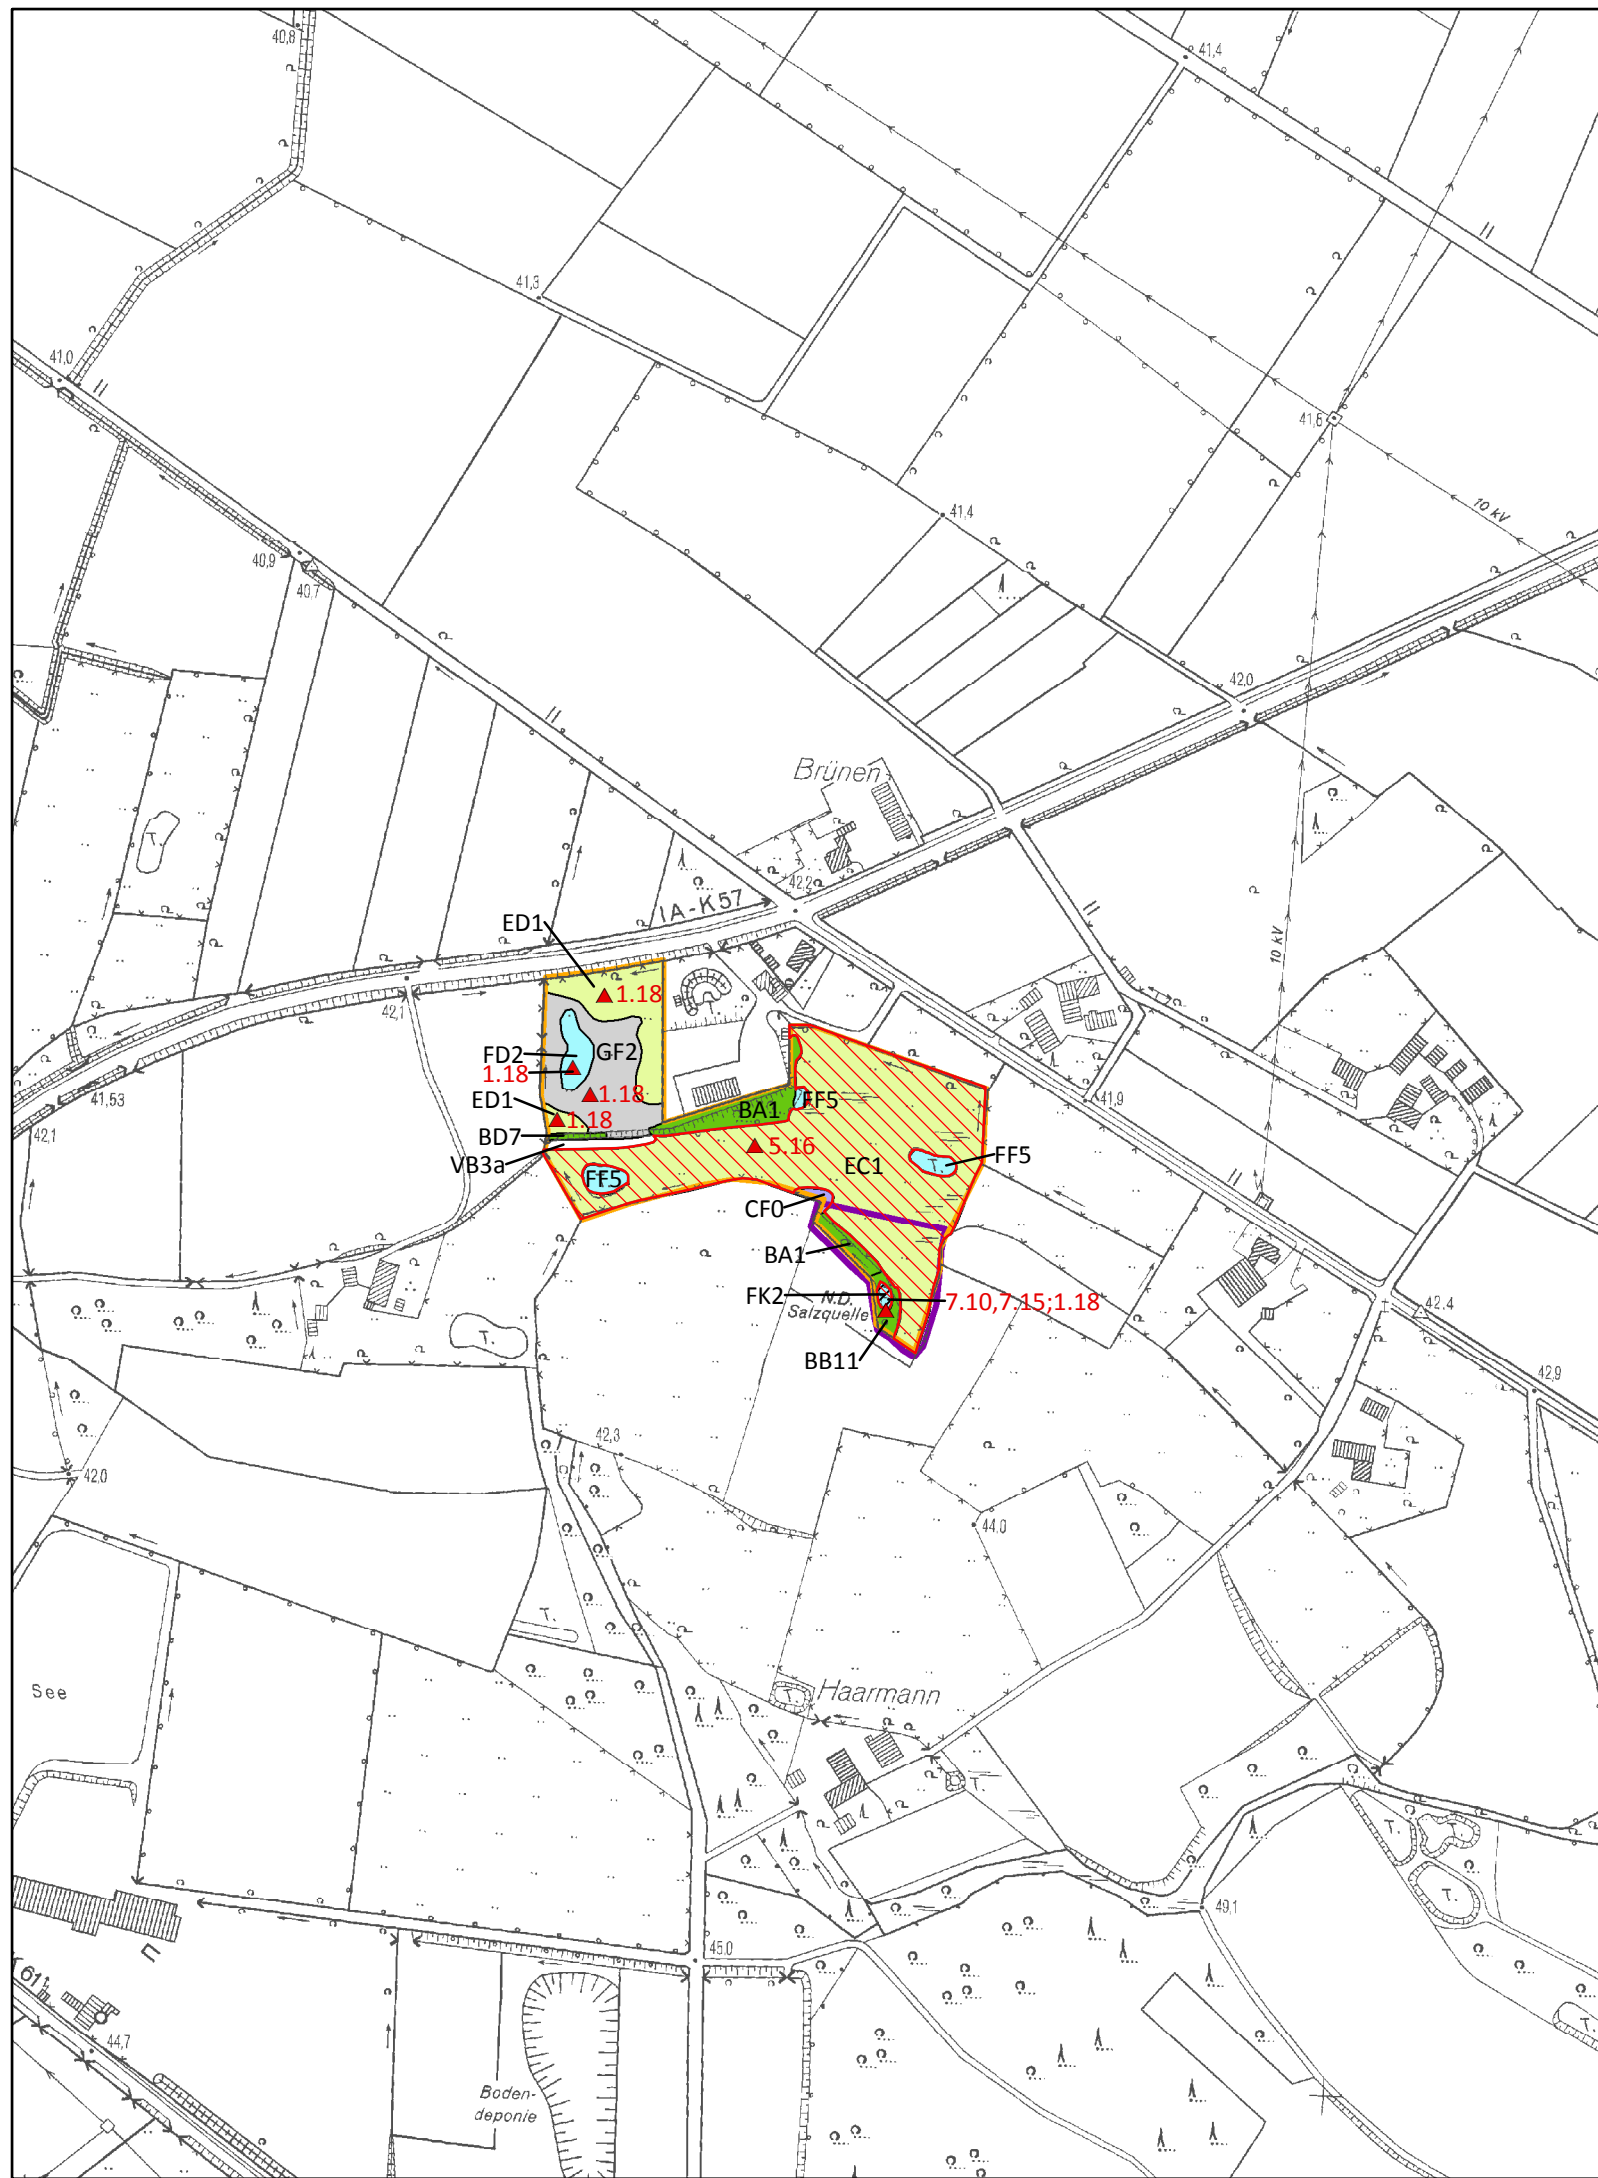 40,8
41,4
41,3
41,0
41,4
10 kV
40,9
40,7
42,0
Brünen
10 kV
42,2
IA-K57
ED1
1.18
T.
T.
42,1
FD2
GF2
1.18
1.18
ED1
1.18
BA1
FF5
41,9
41,53
42,1
BD7
5.16
VB3a
EC1
T.
FF5
FF5
CF0
BA1
FK2
N.D.
Salzquelle
7.10,7.15;1.18
42.4
T.
BB11
42,9
42,3
42,0
44.0
T.
See
T.
Haarmann
T.
T.
T.
T.
49,1
45.0
61
T.
44,7
Boden-
deponie